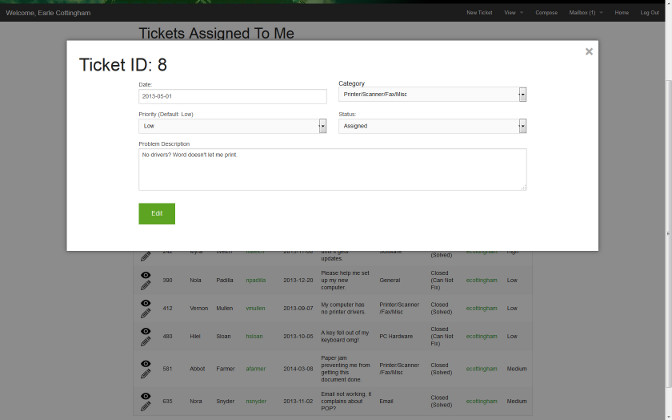 Welcome, Earle Cottingham New Ticket View Compose Mailbox (1) Home Log Out
Tickets Assigned To Me
Ticket ID: 8
Date: Category
2013-05-01 Printer/Scanner/Fax/Misc
Priority (Default: Low) Status:
Low Assigned
Problem Description
No drivers? Word doesn't let me print
Edit
updates. (Solved)
399 Nola Padilla npadilla 2013-12-20 Please help me set up my new computer General Closed (Can Not Fix) ecottingham Low
412 Vernon Mullen vmullen 2013-09-07 My computer has no printer drivers. Printer/Scanner/Fax/Misc Closed (Solved) ecottingham Low
Sloan hsloan 2013-10-05 A key fell out of my keyboard omg! PC Hardware Closed (Can Not Fix) ecottingham Low
581 Abbot Farmer afarmer 2014-03-08 Paper jam preventing me from getting this document done Printer/Scanner/Fax/Misc Closed (Solved) ecottingham Medium
635 Nora Snyder nsnyder 2013-11-02 Email not working, it complains about POP? Email Closed (Solved) ecottingham Medium